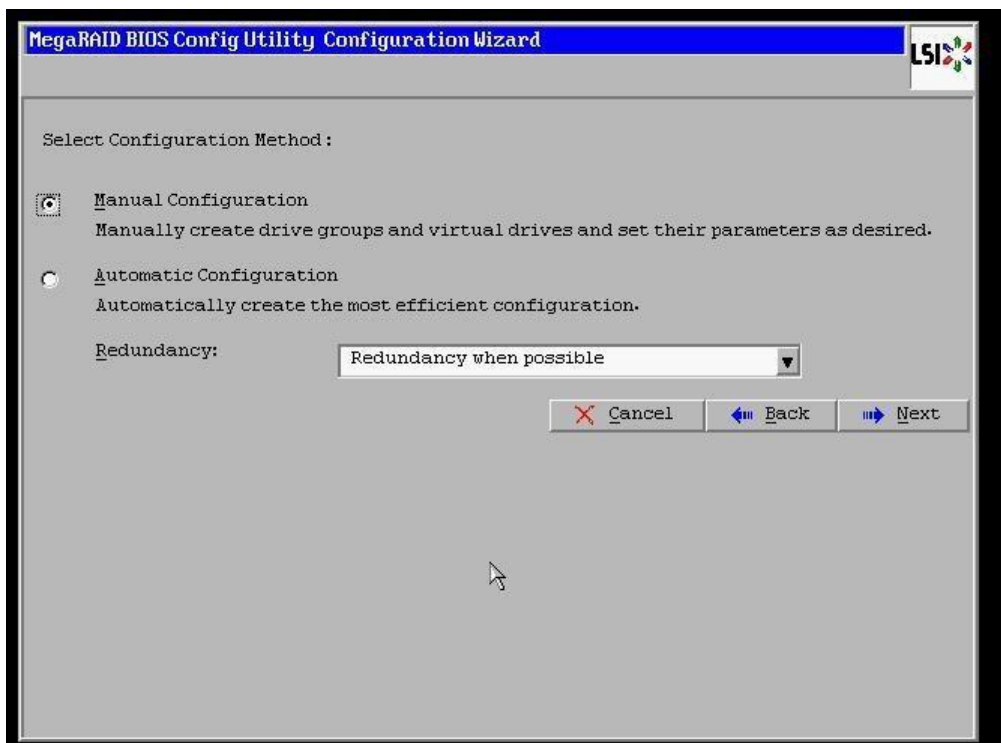 MegaRAID BIOS Config Utility Configuration Wizard
LSI
Select Configuration Method:
Manual Configuration
Manually create drive groups and virtual drives and set their parameters as desired.
Automatic Configuration
Automatically create the most efficient configuration.
Redundancy: Redundancy when possible
Cancel Back Next